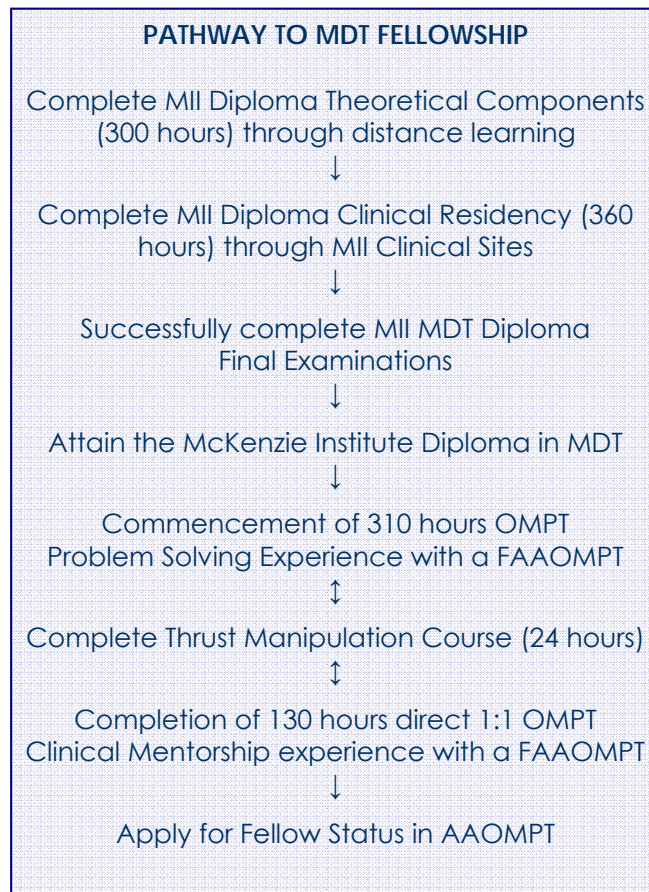 PATHWAY TO MDT FELLOWSHIP
Complete MII Diploma Theoretical Components
(300 hours) through distance learning
↓
Complete MII Diploma Clinical Residency (360
hours) through MII Clinical Sites
↓
Successfully complete MII MDT Diploma
Final Examinations
↓
Attain the McKenzie Institute Diploma in MDT
↓
Commencement of 310 hours OMPT
Problem Solving Experience with a FAAOMPT
↕
Complete Thrust Manipulation Course (24 hours)
↕
Completion of 130 hours direct 1:1 OMPT
Clinical Mentorship experience with a FAAOMPT
↓
Apply for Fellow Status in AAOMPT